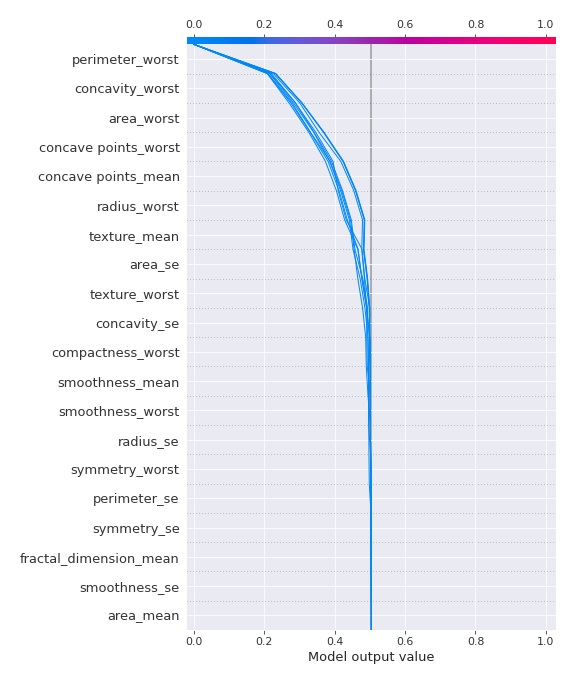 0.0 0.2 0.4 0.6 0.8 1.0
perimeter_worst
concavity_worst
area_worst
concave points_worst
concave points_mean
radius_worst
texture_mean
area_se
texture_worst
concavity_se
compactness_worst
smoothness_mean
smoothness_worst
radius_se
symmetry_worst
perimeter_se
symmetry_se
fractal_dimension_mean
smoothness_se
area_mean
0.0 0.2 0.4 0.6 0.8 1.0
Model output value